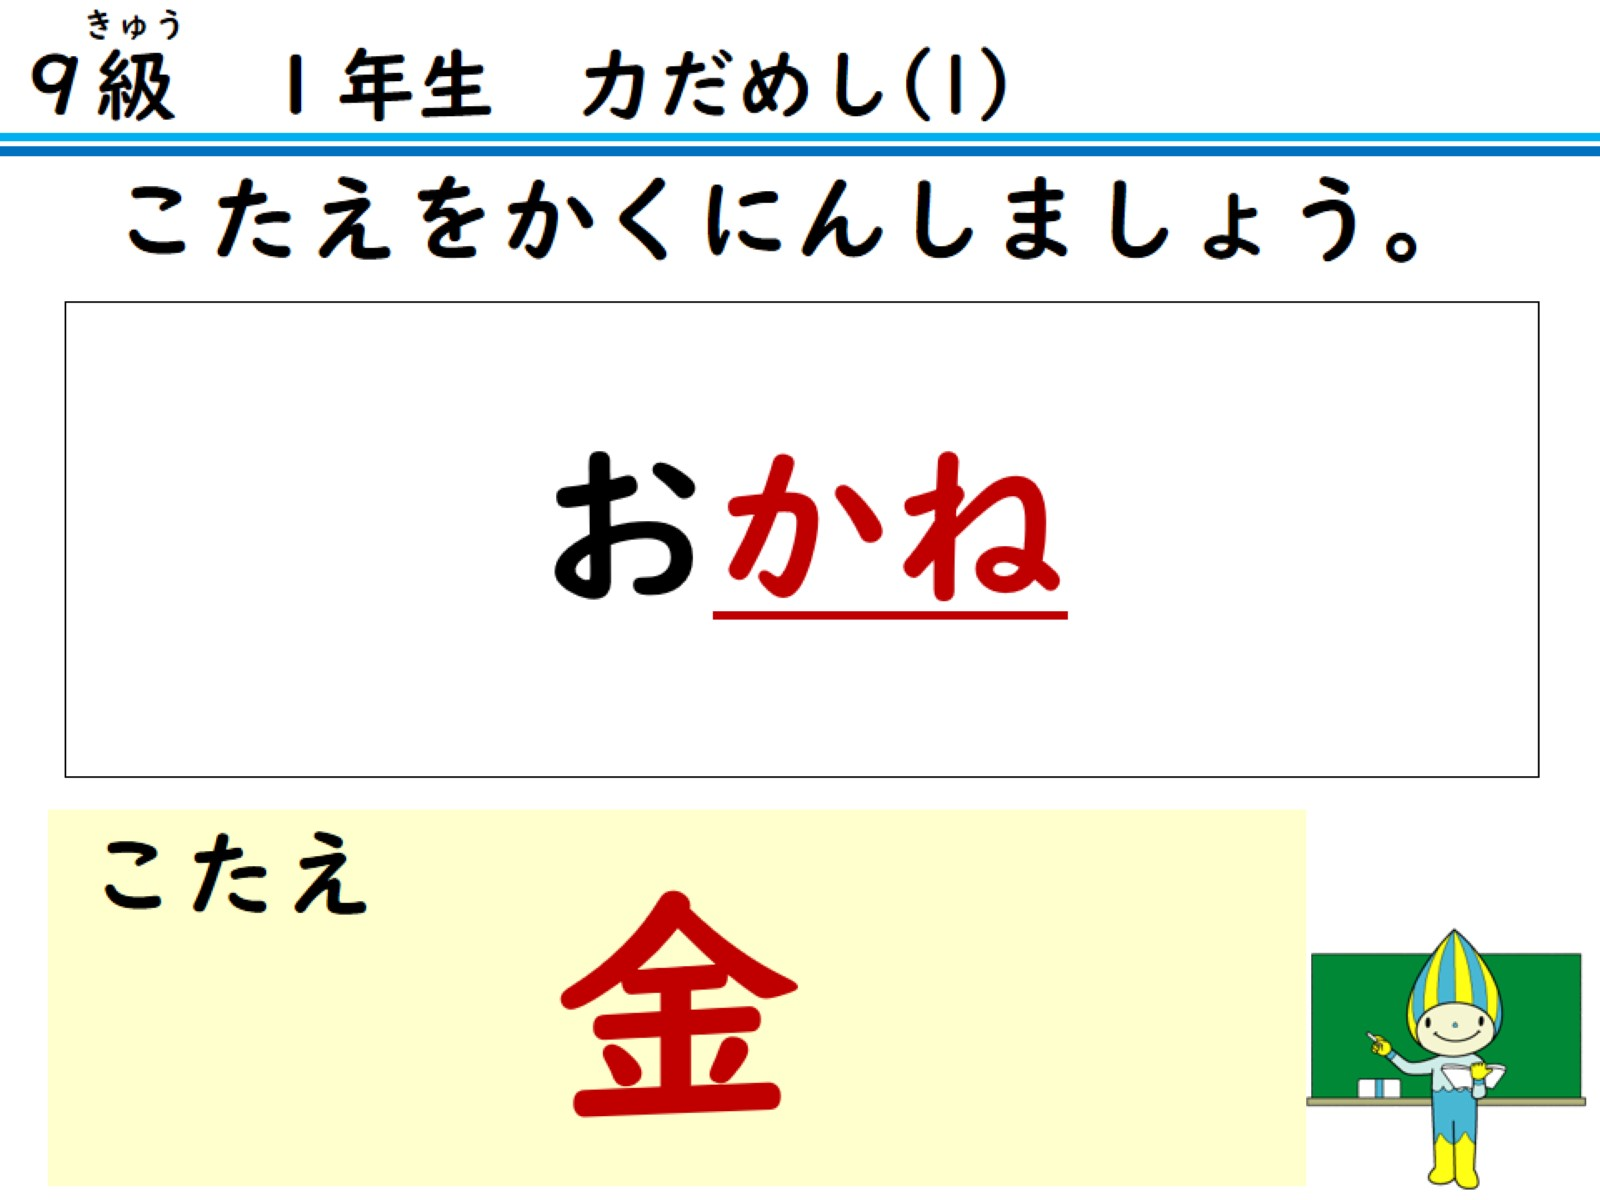 きゅう
９級　１年生　力だめし(１)
こたえをかくにんしましょう。
おかね
こたえ
金